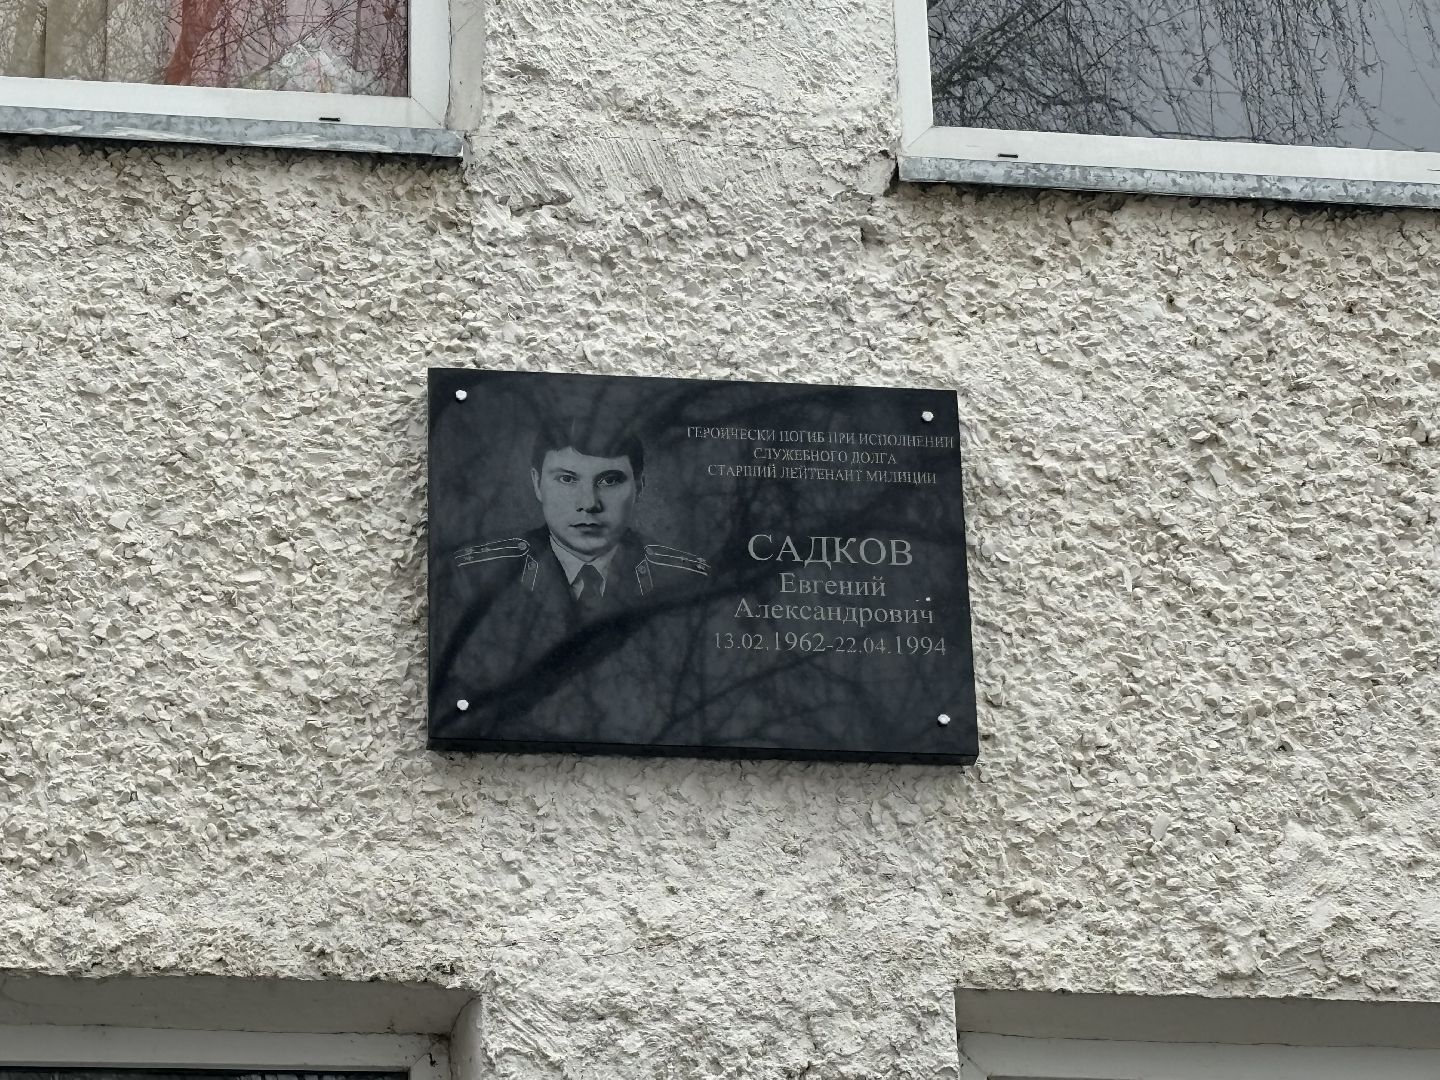 ГЕРОИЧЕСКИ ПОГИБ ПРИ ИСПОЛНЕНИИ
СЛУЖЕБНОГО ДОЛГА
СТАРШИЙ ЛЕЙТЕНАНТ МИЛИЦИИ
САДКОВ
Евгений
Александрович
13.02.1962-22.04.1994